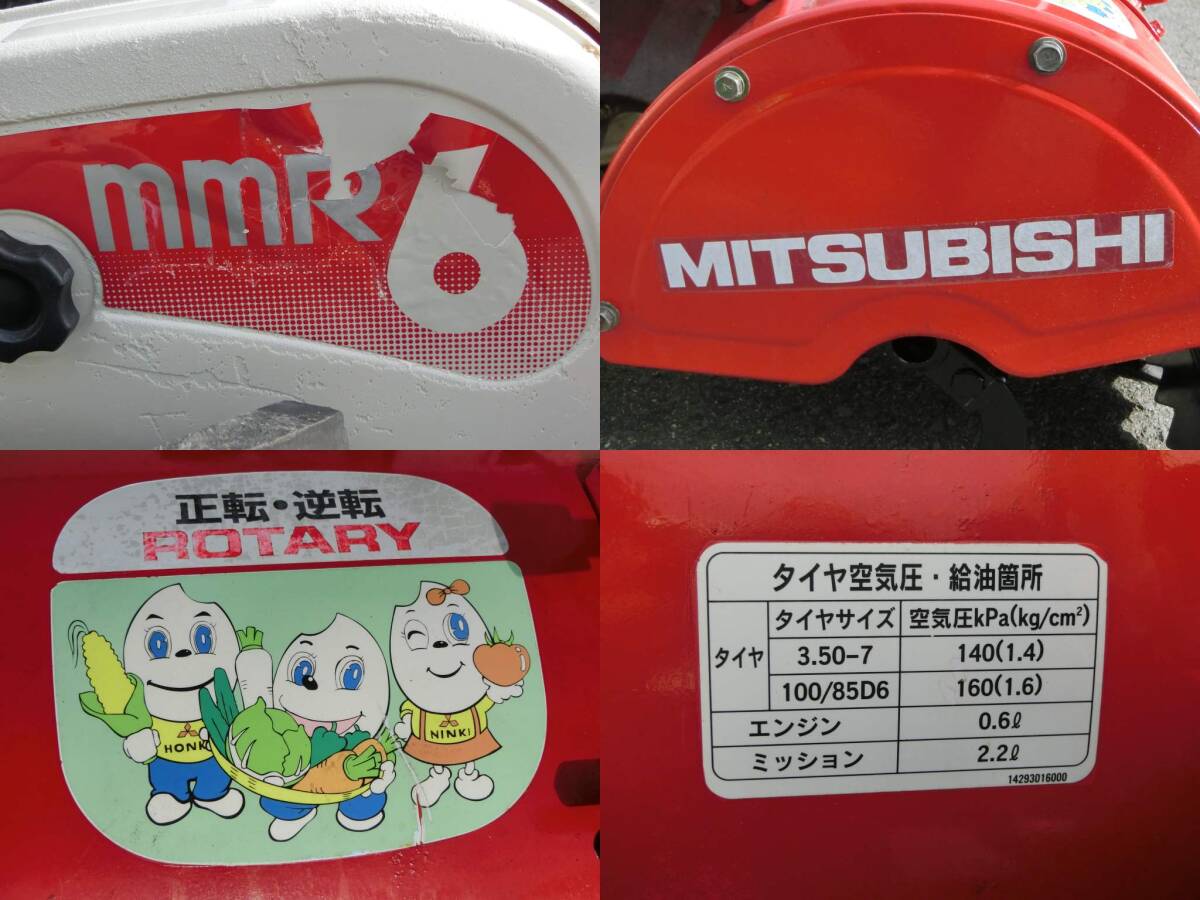 mmR6
MITSUBISHI
正転・逆転
ROTARY
HONK
NINKI
タイヤ空気圧・給油箇所
タイヤサイズ 空気圧kPa(kg/cm²)
タイヤ 3.50-7 140(1.4)
100/85D6 160(1.6)
エンジン 0.6ℓ
ミッション 2.2ℓ
14293016000